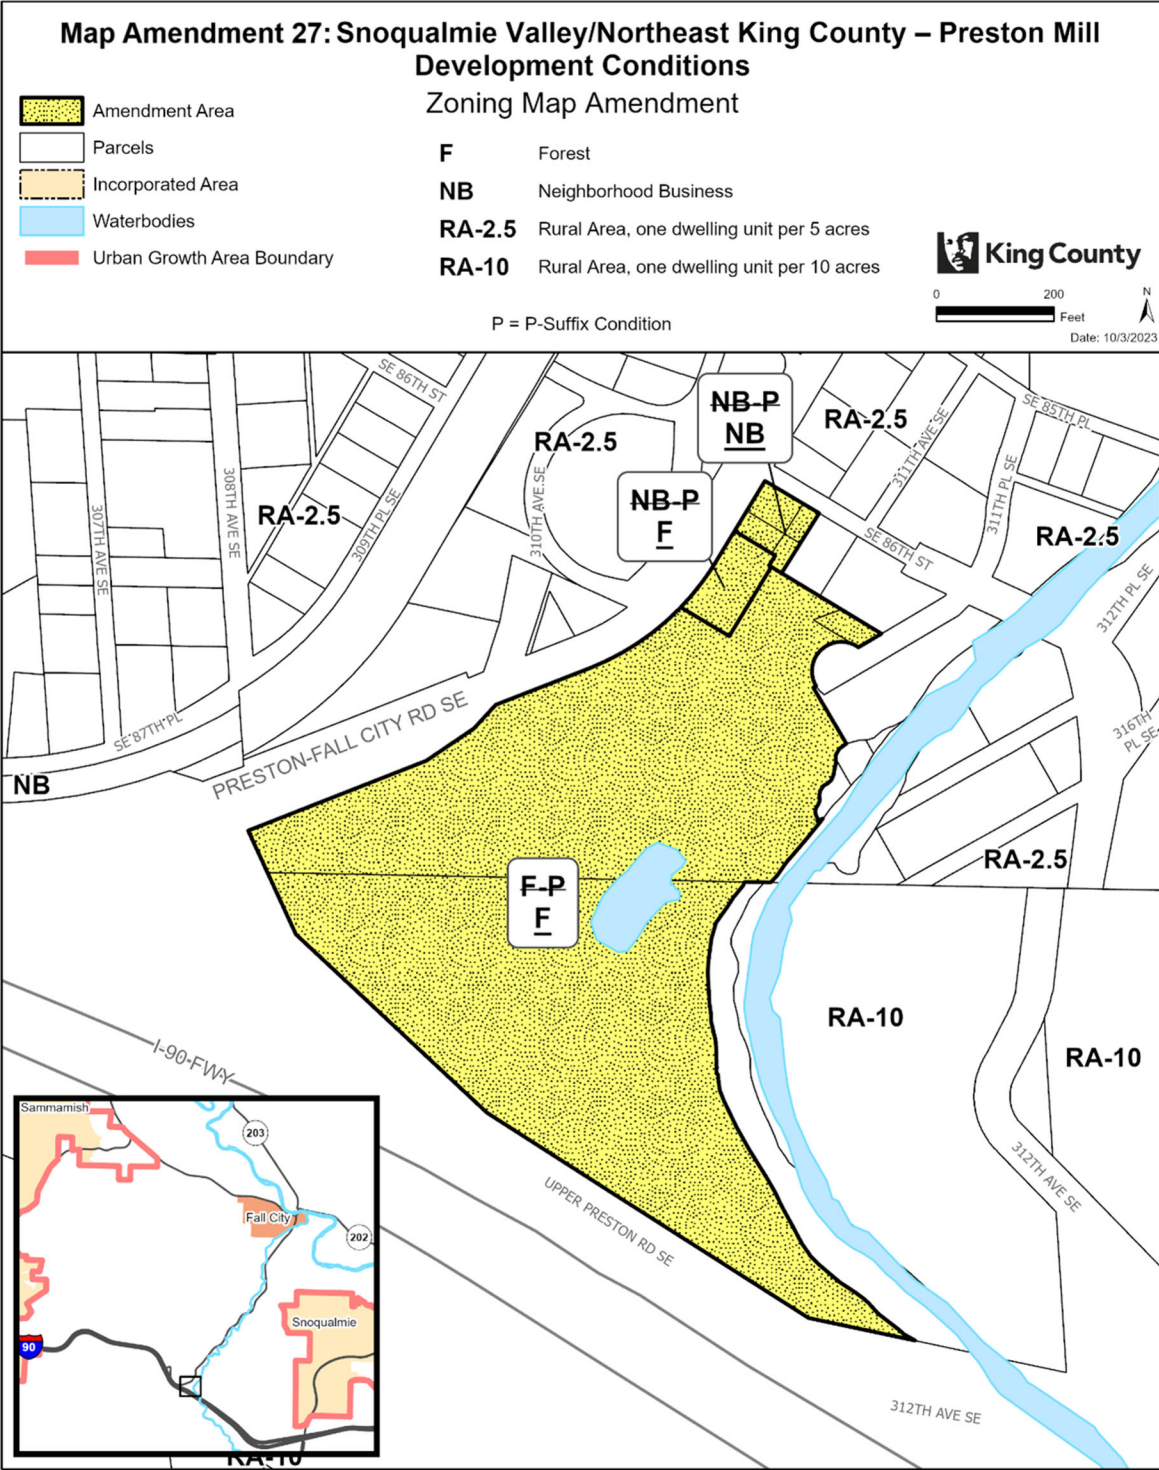 Map Amendment 27: Snoqualmie Valley/Northeast King County – Preston Mill
Development Conditions
Zoning Map Amendment
Amendment Area
Parcels
Incorporated Area
Waterbodies
Urban Growth Area Boundary
F Forest
NB Neighborhood Business
RA-2.5 Rural Area, one dwelling unit per 5 acres
RA-10 Rural Area, one dwelling unit per 10 acres
P = P-Suffix Condition
King County
0 200
Feet
N
Date: 10/3/2023
SE 86TH ST
NB-P
NB
RA-2.5
SE 85TH PL
RA-2.5
311TH AVE SE
NB-P
F
308TH AVE SE
RA-2.5
309TH PL SE
310TH AVE SE
311TH PL SE
307TH AVE SE
SE 86TH ST
RA-2.5
312TH PL SE
316TH
PL SE
SE 87TH PL
PRESTON-FALL CITY RD SE
NB
RA-2.5
F-P
F
RA-10
RA-10
I-90 FWY
312TH AVE SE
UPPER PRESTON RD SE
312TH AVE SE
Sammamish
203
Fall City
202
Snoqualmie
90
RA-10